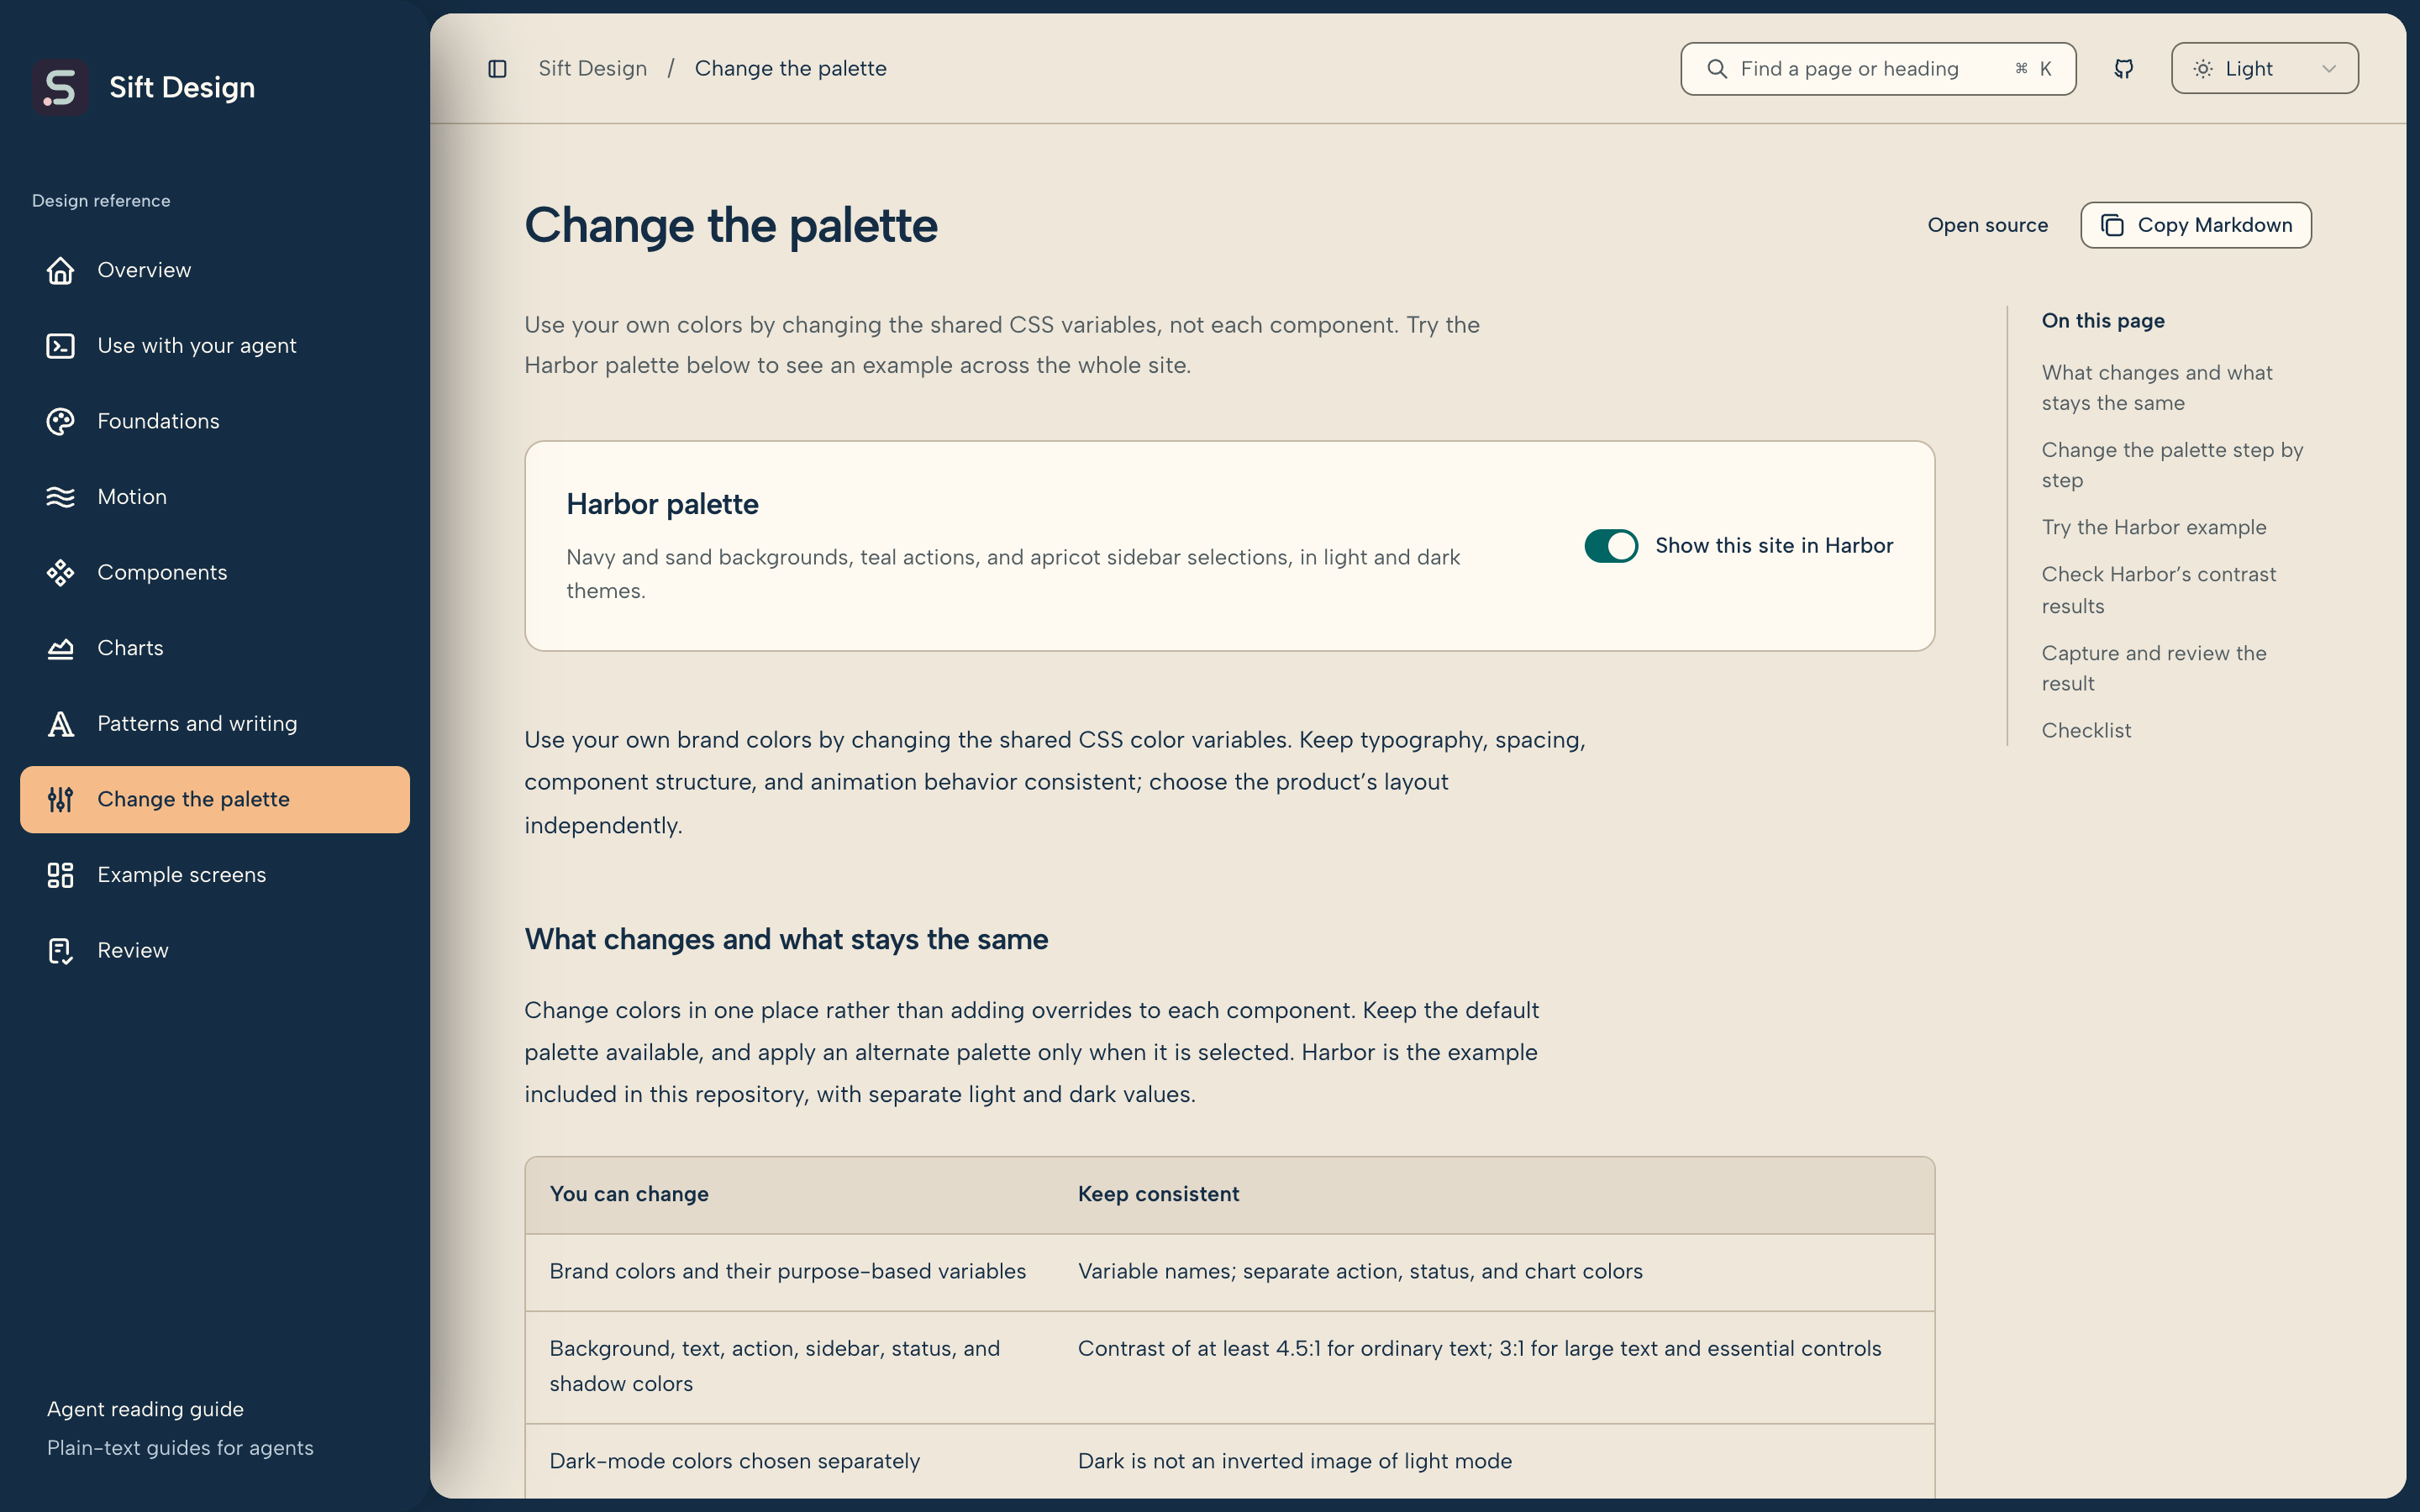 Sift Design
Design reference
Overview
Use with your agent
Foundations
Motion
Components
Charts
Patterns and writing
Change the palette
Example screens
Review
Agent reading guide
Plain-text guides for agents
Sift Design / Change the palette
Find a page or heading ⌘ K
Light
Change the palette
Open source
Copy Markdown
Use your own colors by changing the shared CSS variables, not each component. Try the
Harbor palette below to see an example across the whole site.
Harbor palette
Navy and sand backgrounds, teal actions, and apricot sidebar selections, in light and dark
themes.
Show this site in Harbor
Use your own brand colors by changing the shared CSS color variables. Keep typography, spacing,
component structure, and animation behavior consistent; choose the product’s layout
independently.
What changes and what stays the same
Change colors in one place rather than adding overrides to each component. Keep the default
palette available, and apply an alternate palette only when it is selected. Harbor is the example
included in this repository, with separate light and dark values.
You can change
Keep consistent
Brand colors and their purpose-based variables
Variable names; separate action, status, and chart colors
Background, text, action, sidebar, status, and
shadow colors
Contrast of at least 4.5:1 for ordinary text; 3:1 for large text and essential controls
Dark-mode colors chosen separately
Dark is not an inverted image of light mode
On this page
What changes and what
stays the same
Change the palette step by
step
Try the Harbor example
Check Harbor’s contrast
results
Capture and review the
result
Checklist